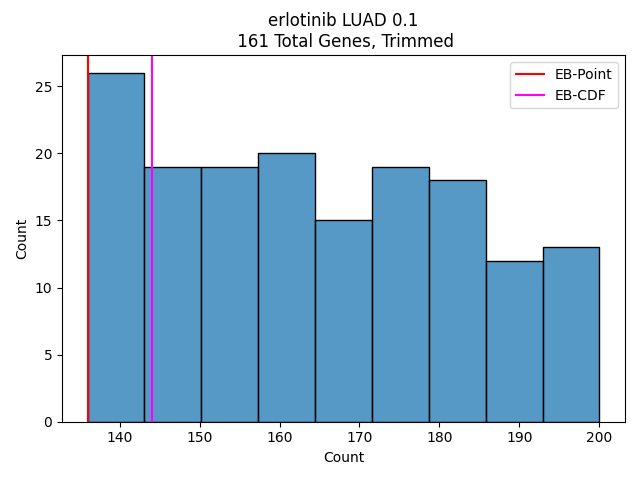 erlotinib LUAD 0.1
161 Total Genes, Trimmed
EB-Point
EB-CDF
Count
25
20
15
10
5
0
140 150 160 170 180 190 200
Count